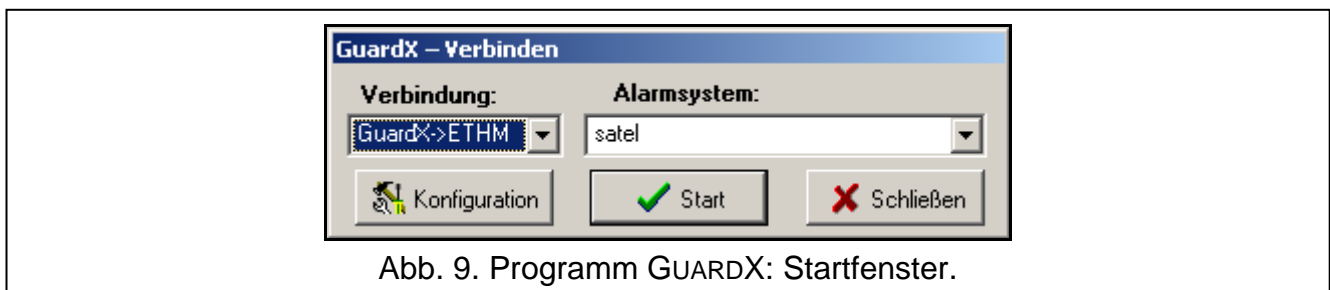 GuardX – Verbinden
Verbindung: Alarmsystem:
GuardX->ETHM satel
Konfiguration Start Schließen
Abb. 9. Programm GUARDX: Startfenster.